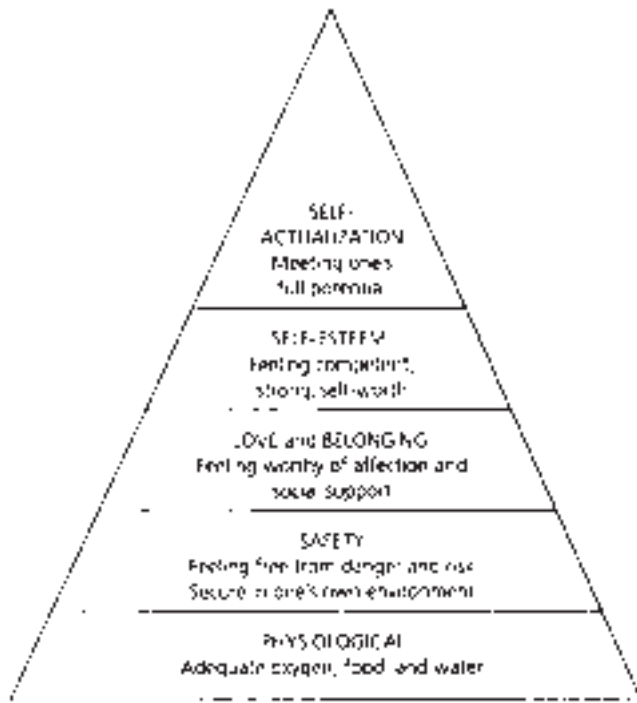 SELF-
ACTUALIZATION
Meeting one's
full potential
SELF-ESTEEM
Feeling competent,
strong, self-worth
LOVE and BELONGING
Feeling worthy of affection and
social support
SAFETY
Feeling free from danger and risk
Secure in one's own environment
PHYSIOLOGICAL
Adequate oxygen, food, and water